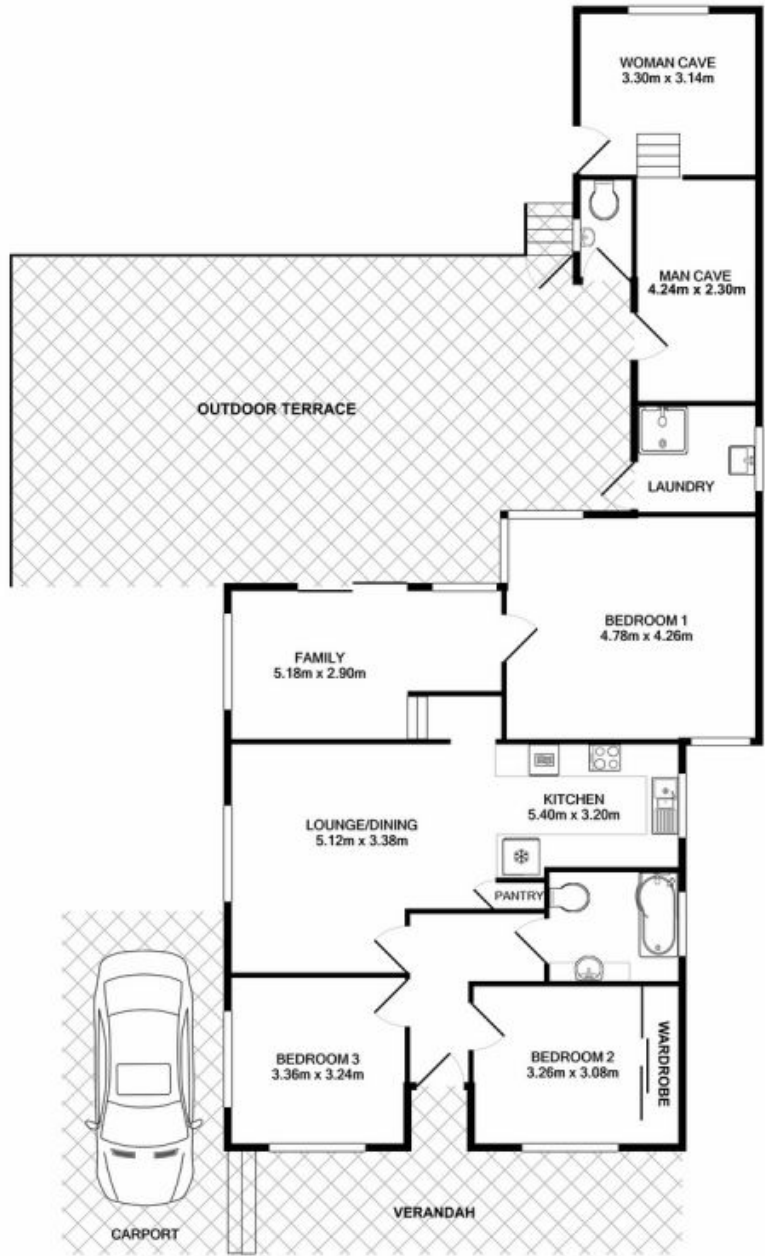 WOMAN CAVE
3.30m x 3.14m
MAN CAVE
4.24m x 2.30m
OUTDOOR TERRACE
LAUNDRY
BEDROOM 1
4.78m x 4.26m
FAMILY
5.18m x 2.90m
KITCHEN
5.40m x 3.20m
LOUNGE/DINING
5.12m x 3.38m
PANTRY
BEDROOM 3
3.36m x 3.24m
BEDROOM 2
3.26m x 3.08m
WARDROBE
VERANDAH
CARPORT